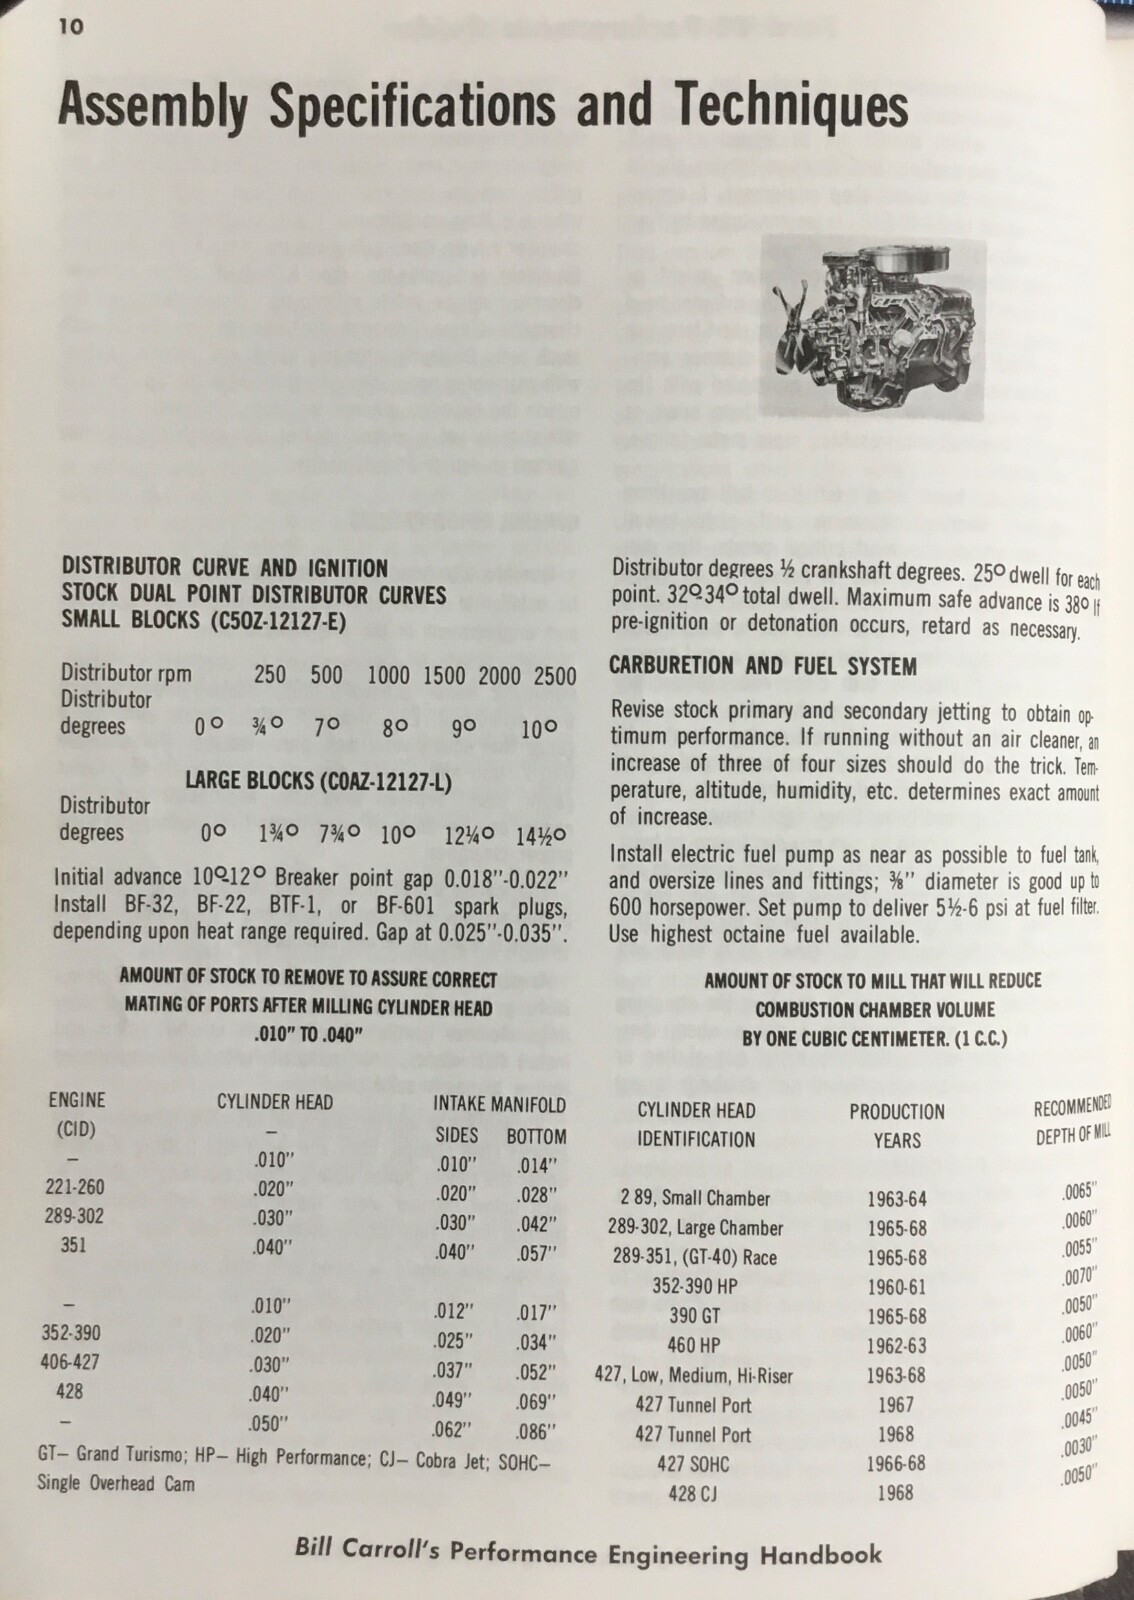 10
Assembly Specifications and Techniques
DISTRIBUTOR CURVE AND IGNITION
STOCK DUAL POINT DISTRIBUTOR CURVES
SMALL BLOCKS (C5OZ-12127-E)
Distributor rpm 250 500 1000 1500 2000 2500
Distributor
degrees 0° ¾° 7° 8° 9° 10°
LARGE BLOCKS (C0AZ-12127-L)
Distributor
degrees 0° 1¾° 7¾° 10° 12¼° 14½°
Initial advance 10°-12° Breaker point gap 0.018"-0.022"
Install BF-32, BF-22, BTF-1, or BF-601 spark plugs,
depending upon heat range required. Gap at 0.025"-0.035".
Distributor degrees ½ crankshaft degrees. 25° dwell for each
point. 32°-34° total dwell. Maximum safe advance is 38° If
pre-ignition or detonation occurs, retard as necessary.
CARBURETION AND FUEL SYSTEM
Revise stock primary and secondary jetting to obtain op-
timum performance. If running without an air cleaner, an
increase of three of four sizes should do the trick. Tem-
perature, altitude, humidity, etc. determines exact amount
of increase.
Install electric fuel pump as near as possible to fuel tank,
and oversize lines and fittings; ⅜" diameter is good up to
600 horsepower. Set pump to deliver 5½-6 psi at fuel filter.
Use highest octaine fuel available.
AMOUNT OF STOCK TO REMOVE TO ASSURE CORRECT
MATING OF PORTS AFTER MILLING CYLINDER HEAD
.010" TO .040"
ENGINE CYLINDER HEAD INTAKE MANIFOLD
(CID) – SIDES BOTTOM
– .010" .010" .014"
221-260 .020" .020" .028"
289-302 .030" .030" .042"
351 .040" .040" .057"
– .010" .012" .017"
352-390 .020" .025" .034"
406-427 .030" .037" .052"
428 .040" .049" .069"
– .050" .062" .086"
GT– Grand Turismo; HP– High Performance; CJ– Cobra Jet; SOHC–
Single Overhead Cam
AMOUNT OF STOCK TO MILL THAT WILL REDUCE
COMBUSTION CHAMBER VOLUME
BY ONE CUBIC CENTIMETER. (1 C.C.)
CYLINDER HEAD PRODUCTION RECOMMENDED
IDENTIFICATION YEARS DEPTH OF MILL
2 89, Small Chamber 1963-64 .0065"
289-302, Large Chamber 1965-68 .0060"
289-351, (GT-40) Race 1965-68 .0055"
352-390 HP 1960-61 .0070"
390 GT 1965-68 .0050"
460 HP 1962-63 .0060"
427, Low, Medium, Hi-Riser 1963-68 .0050"
427 Tunnel Port 1967 .0050"
427 Tunnel Port 1968 .0045"
427 SOHC 1966-68 .0030"
428 CJ 1968 .0050"
Bill Carroll's Performance Engineering Handbook